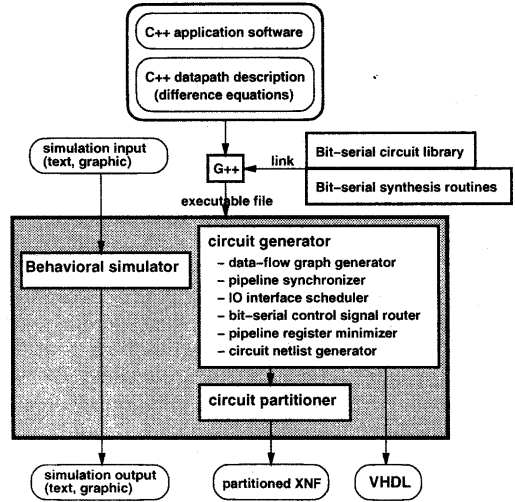 C++ application software
C++ datapath description
(difference equations)
simulation input
(text, graphic)
G++
link
Bit-serial circuit library
Bit-serial synthesis routines
executable file
Behavioral simulator
circuit generator
- data-flow graph generator
- pipeline synchronizer
- IO interface scheduler
- bit-serial control signal router
- pipeline register minimizer
- circuit netlist generator
circuit partitioner
simulation output
(text, graphic)
partitioned XNF
VHDL